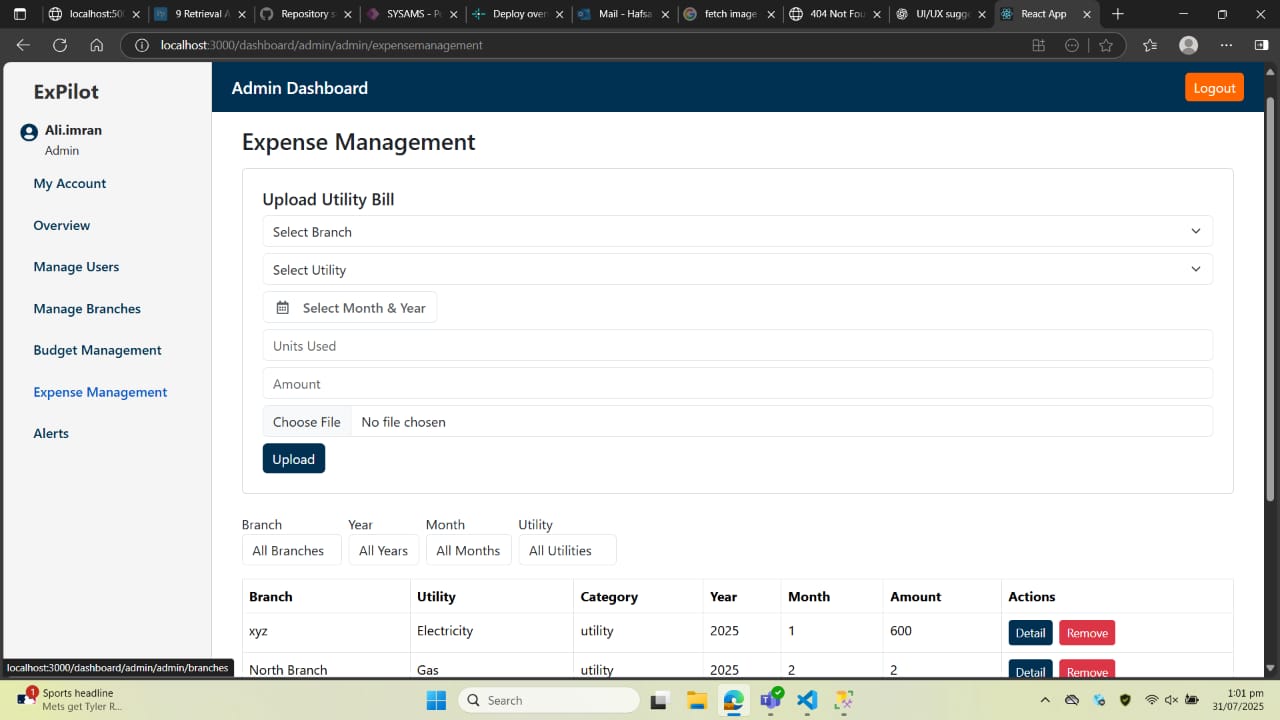 localhost:50
9 Retrieval A
Repository s
SYSAMS - P
Deploy over
Mail - Hafsa
fetch image
404 Not Fou
UI/UX sugg
React App
localhost:3000/dashboard/admin/admin/expensemanagement
ExPilot
Admin Dashboard
Logout
Ali.imran
Admin
My Account
Overview
Manage Users
Manage Branches
Budget Management
Expense Management
Alerts
Expense Management
Upload Utility Bill
Select Branch
Select Utility
Select Month & Year
Units Used
Amount
Choose File No file chosen
Upload
Branch Year Month Utility
All Branches All Years All Months All Utilities
Branch Utility Category Year Month Amount Actions
xyz Electricity utility 2025 1 600 Detail Remove
North Branch Gas utility 2025 2 2 Detail Remove
localhost:3000/dashboard/admin/admin/branches
1
Sports headline
Mets get Tyler R...
Search
1:01 pm
31/07/2025